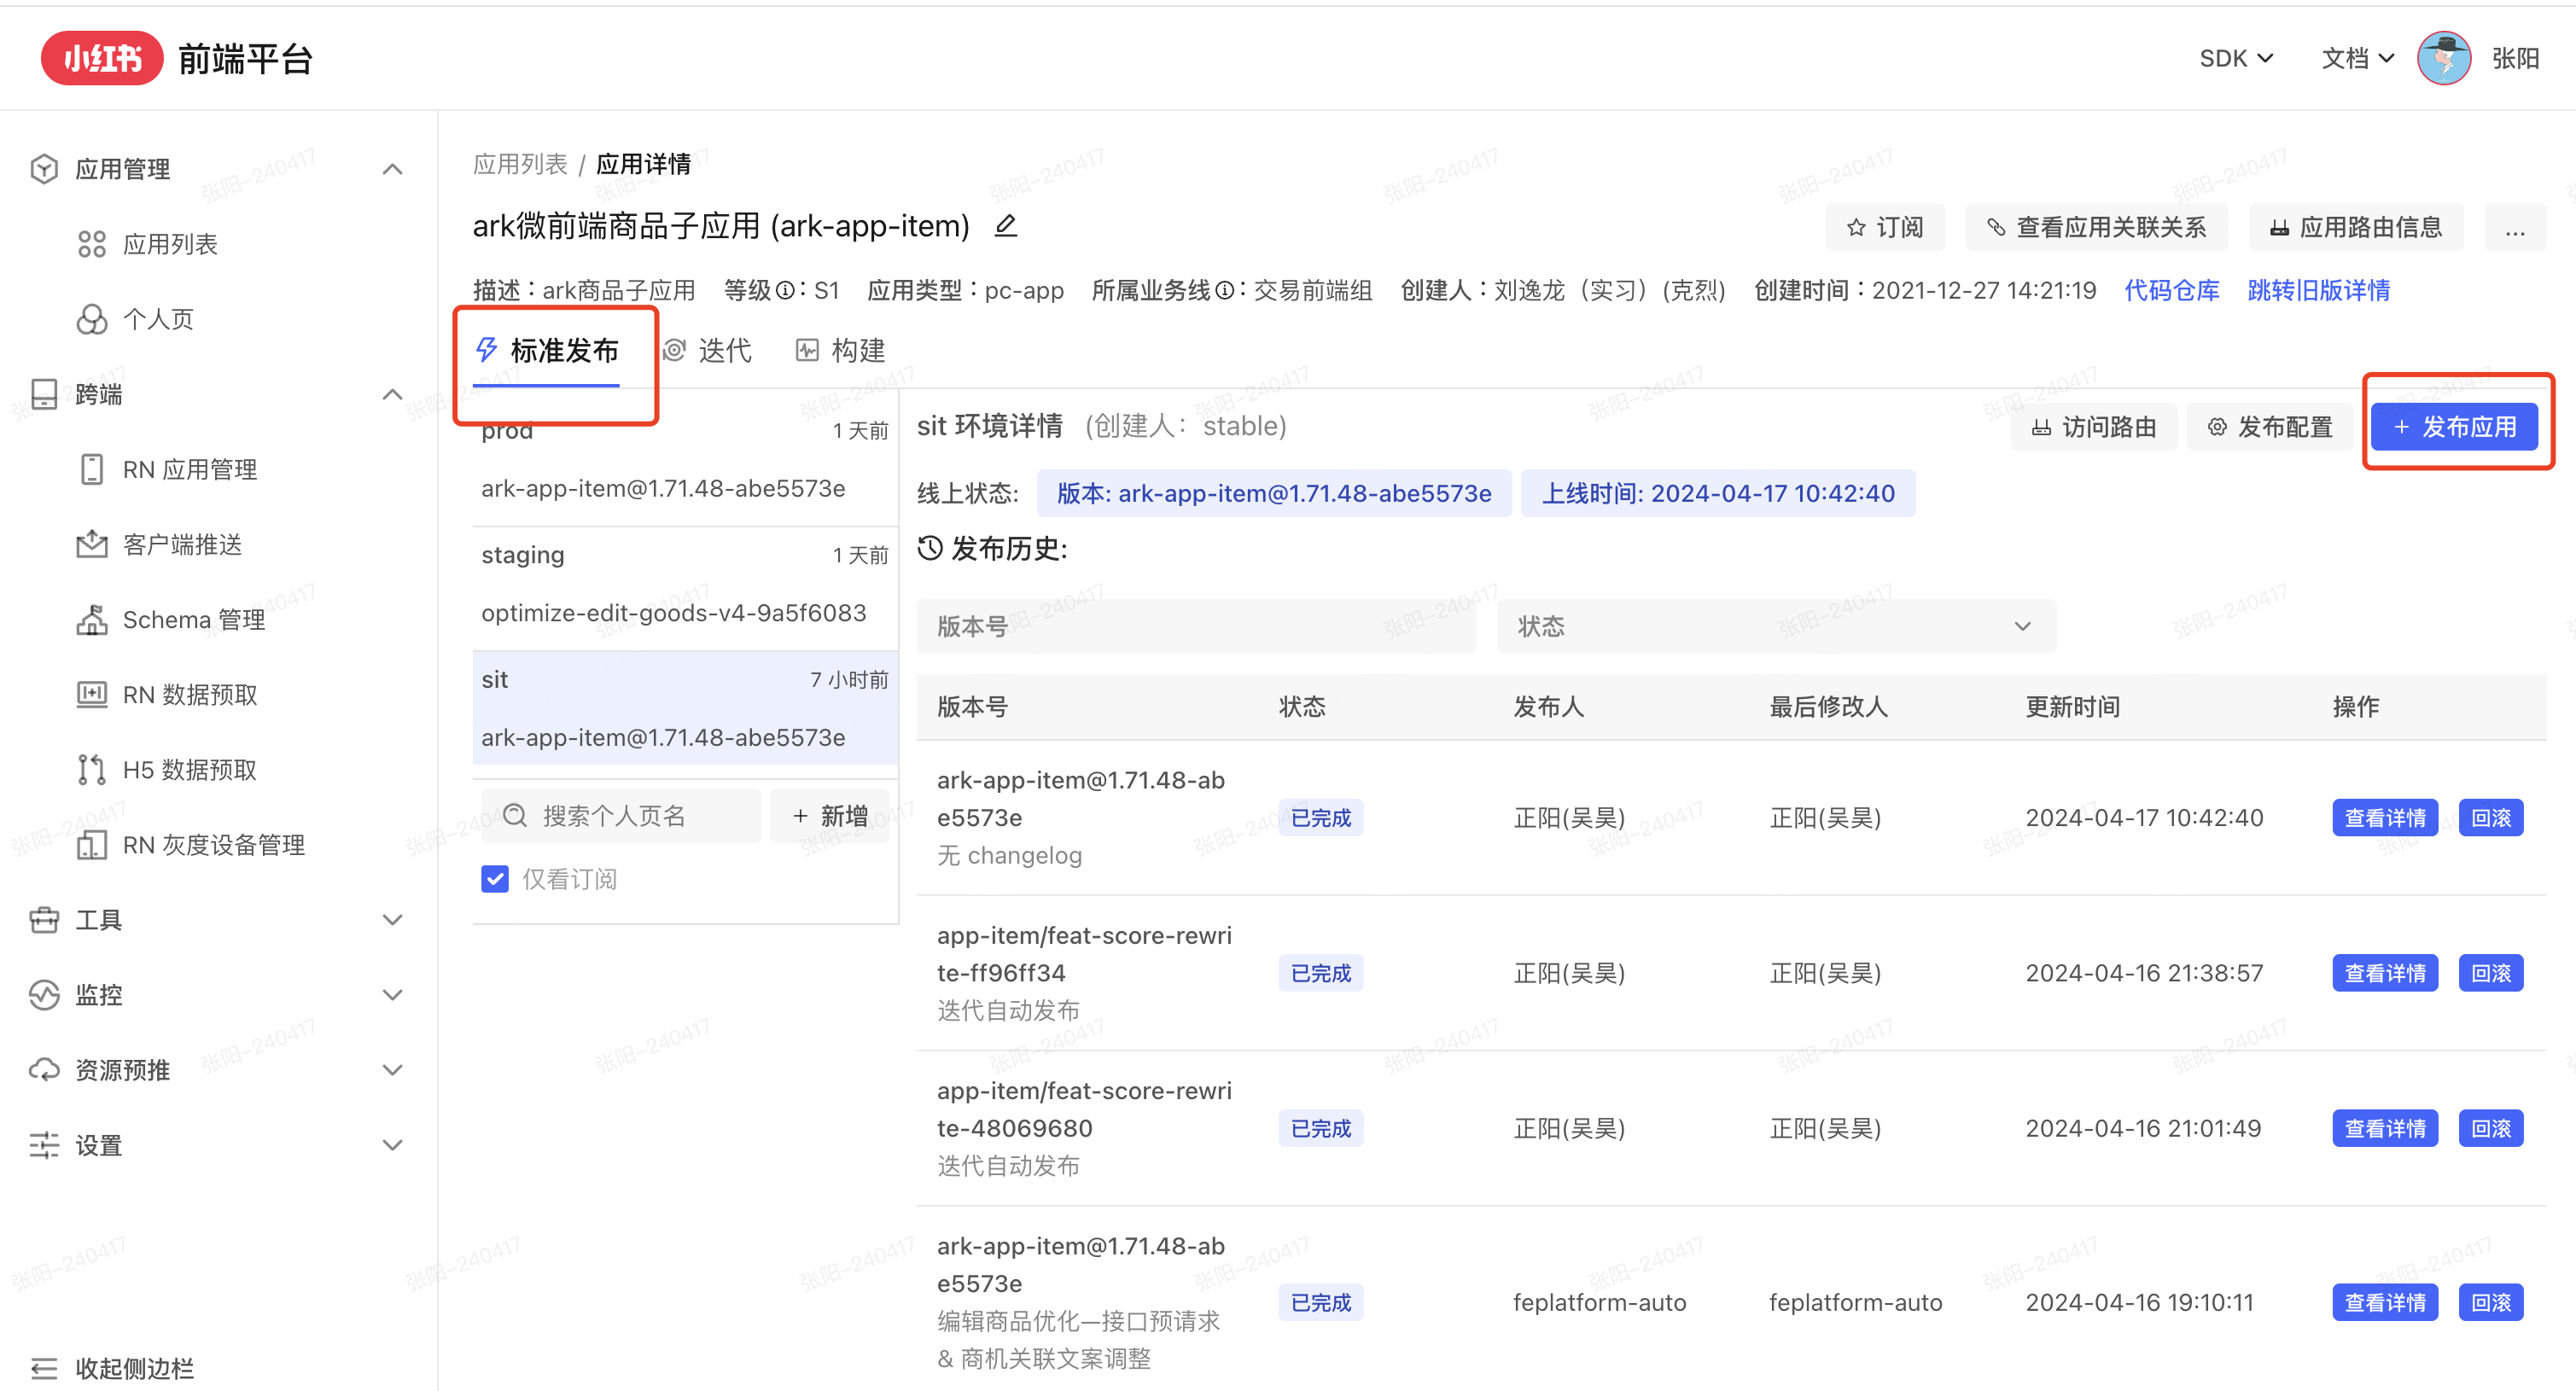 小红书 前端平台
SDK 文档 张阳
应用管理
应用列表
个人页
跨端
RN 应用管理
客户端推送
Schema 管理
RN 数据预取
H5 数据预取
RN 灰度设备管理
工具
监控
资源预推
设置
收起侧边栏
应用列表 / 应用详情
ark微前端商品子应用 (ark-app-item)
订阅 查看应用关联关系 应用路由信息 ...
描述：ark商品子应用 等级：S1 应用类型：pc-app 所属业务线：交易前端组 创建人：刘逸龙（实习）(克烈) 创建时间：2021-12-27 14:21:19 代码仓库 跳转旧版详情
标准发布 迭代 构建
prod 1 天前
ark-app-item@1.71.48-abe5573e
staging 1 天前
optimize-edit-goods-v4-9a5f6083
sit 7 小时前
ark-app-item@1.71.48-abe5573e
搜索个人页名 + 新增
仅看订阅
sit 环境详情 (创建人： stable)
访问路由 发布配置 + 发布应用
线上状态: 版本: ark-app-item@1.71.48-abe5573e 上线时间: 2024-04-17 10:42:40
发布历史:
版本号 状态
版本号 状态 发布人 最后修改人 更新时间 操作
ark-app-item@1.71.48-ab
e5573e
无 changelog
已完成 正阳(吴昊) 正阳(吴昊) 2024-04-17 10:42:40 查看详情 回滚
app-item/feat-score-rewri
te-ff96ff34
迭代自动发布
已完成 正阳(吴昊) 正阳(吴昊) 2024-04-16 21:38:57 查看详情 回滚
app-item/feat-score-rewri
te-48069680
迭代自动发布
已完成 正阳(吴昊) 正阳(吴昊) 2024-04-16 21:01:49 查看详情 回滚
ark-app-item@1.71.48-ab
e5573e
编辑商品优化—接口预请求
& 商机关联文案调整
已完成 feplatform-auto feplatform-auto 2024-04-16 19:10:11 查看详情 回滚
张阳-240417